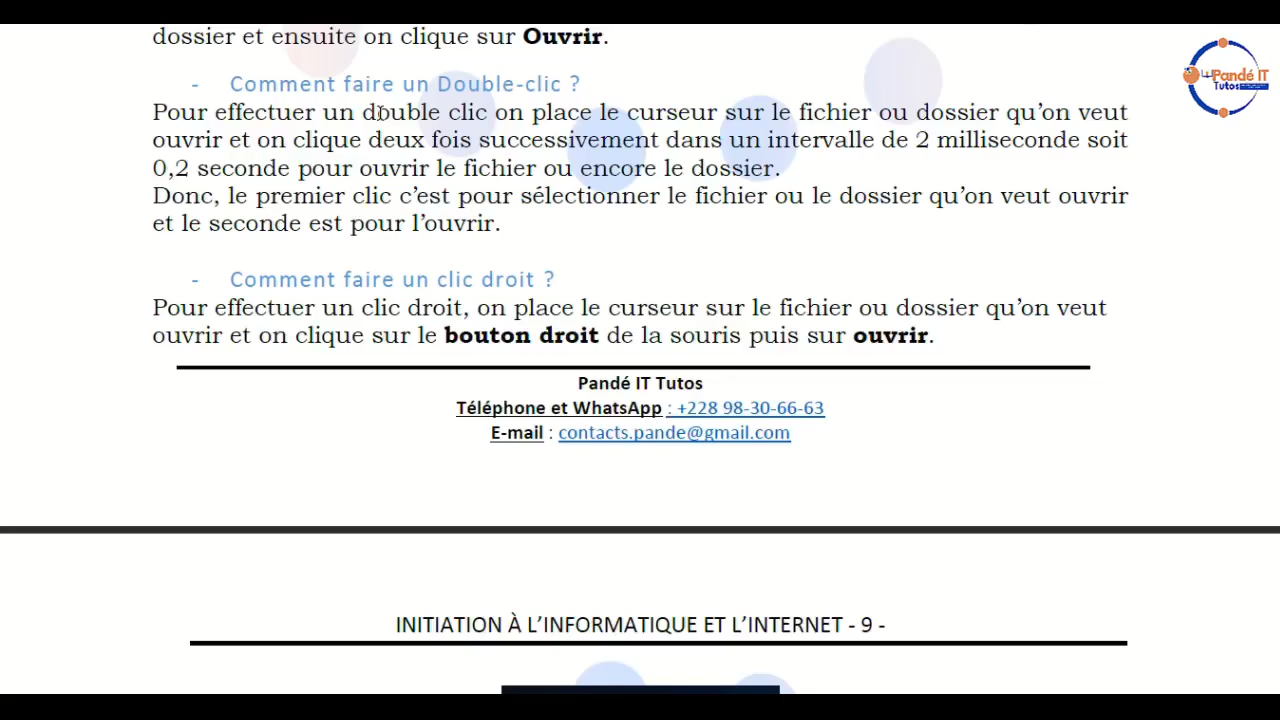 dossier et ensuite on clique sur Ouvrir.
Pandé IT
Tutos
- Comment faire un Double-clic ?
Pour effectuer un double clic on place le curseur sur le fichier ou dossier qu’on veut
ouvrir et on clique deux fois successivement dans un intervalle de 2 milliseconde soit
0,2 seconde pour ouvrir le fichier ou encore le dossier.
Donc, le premier clic c’est pour sélectionner le fichier ou le dossier qu’on veut ouvrir
et le seconde est pour l’ouvrir.
- Comment faire un clic droit ?
Pour effectuer un clic droit, on place le curseur sur le fichier ou dossier qu’on veut
ouvrir et on clique sur le bouton droit de la souris puis sur ouvrir.
Pandé IT Tutos
Téléphone et WhatsApp : +228 98-30-66-63
E-mail : contacts.pande@gmail.com
INITIATION À L’INFORMATIQUE ET L’INTERNET - 9 -